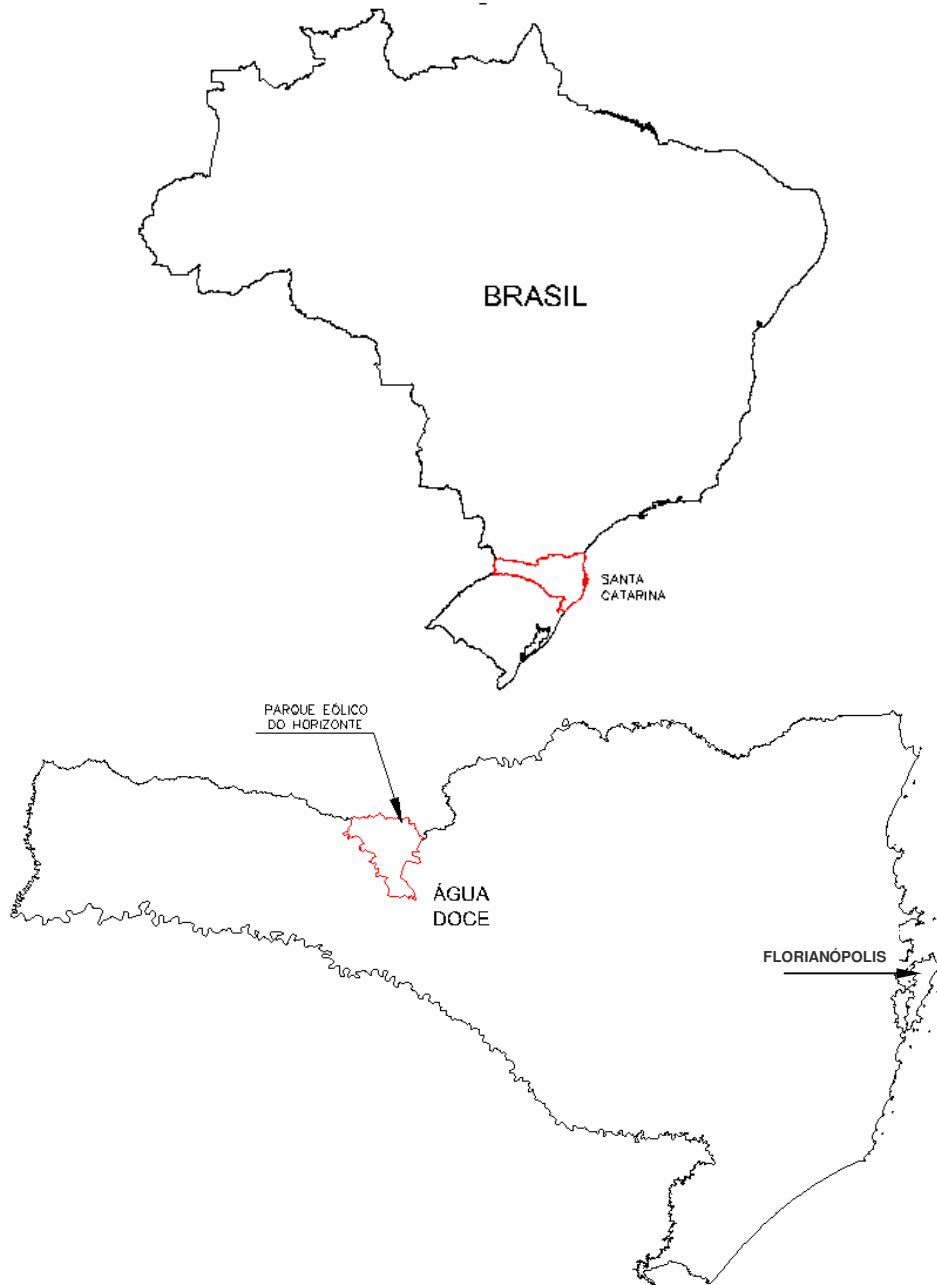 BRASIL
SANTA
CATARINA
PARQUE EÓLICO
DO HORIZONTE
ÁGUA
DOCE
FLORIANÓPOLIS